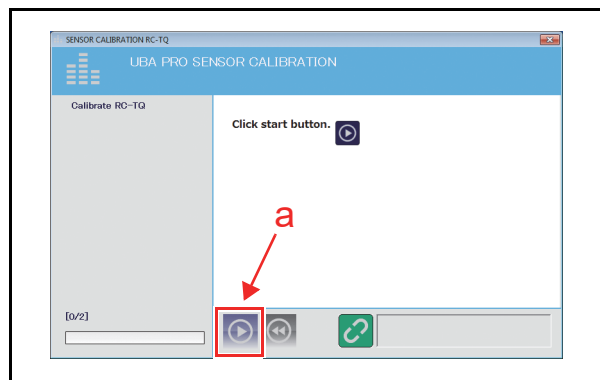 SENSOR CALIBRATION RC-TQ
UBA PRO SENSOR CALIBRATION
Calibrate RC-TQ
Click start button.
a
[0/2]